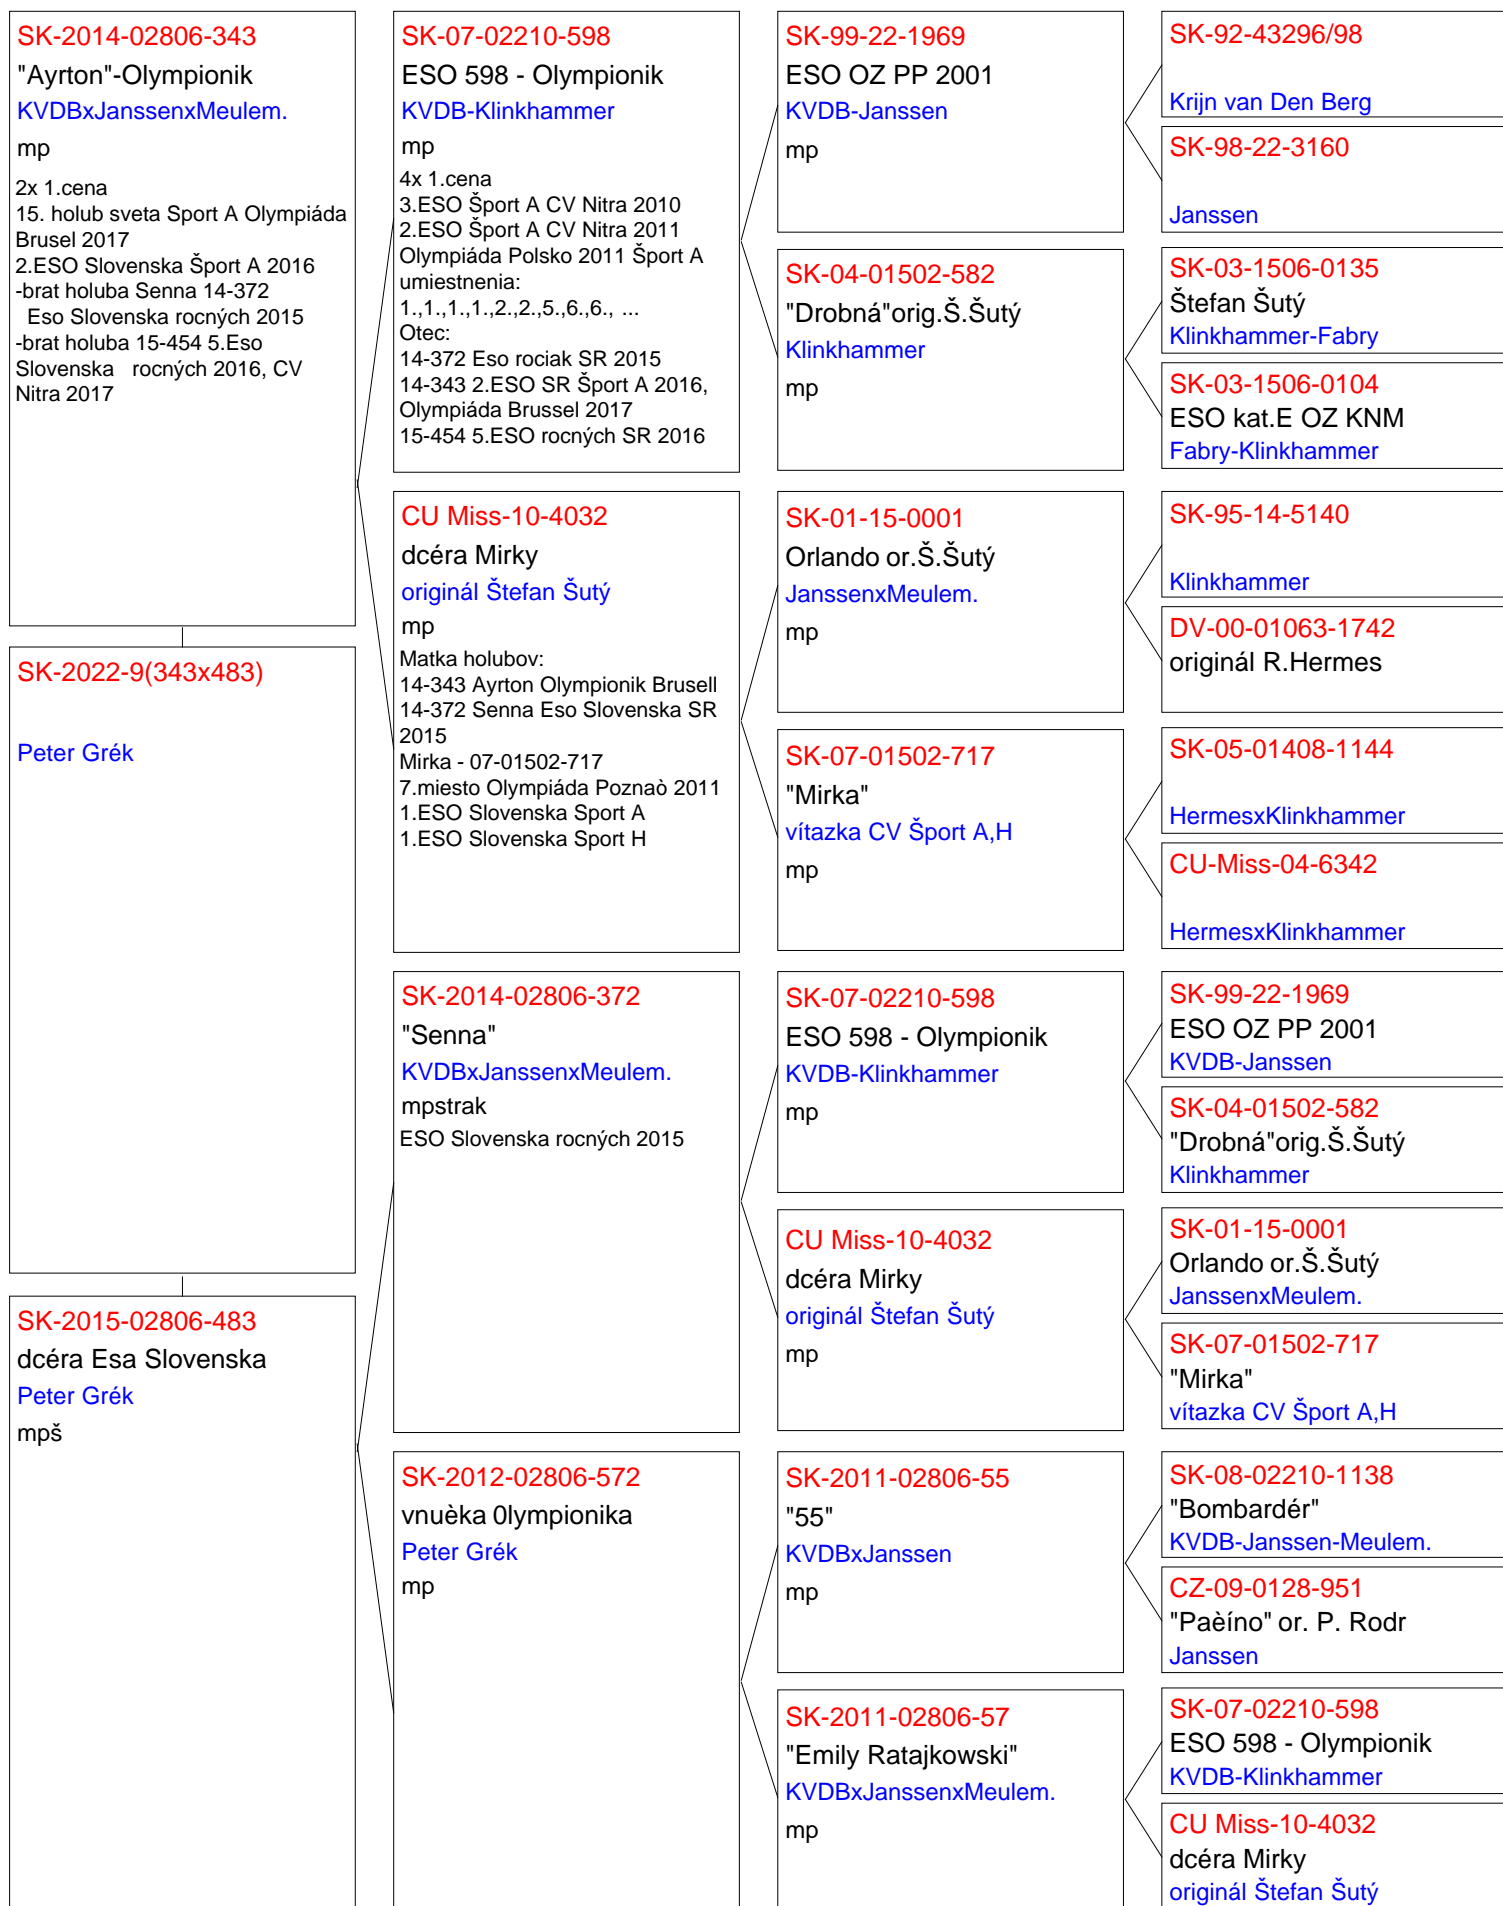 SK-2014-02806-343
"Ayrton"-Olympionik
KVDBxJanssenxMeulem.
mp
2x 1.cena
15. holub sveta Sport A Olympiáda
Brusel 2017
2.ESO Slovenska Šport A 2016
-brat holuba Senna 14-372
Eso Slovenska rocných 2015
-brat holuba 15-454 5.Eso
Slovenska rocných 2016, CV
Nitra 2017
SK-2022-9(343x483)
Peter Grék
SK-2015-02806-483
dcéra Esa Slovenska
Peter Grék
mpš
SK-07-02210-598
ESO 598 - Olympionik
KVDB-Klinkhammer
mp
4x 1.cena
3.ESO Šport A CV Nitra 2010
2.ESO Šport A CV Nitra 2011
Olympiáda Polsko 2011 Šport A
umiestnenia:
1.,1.,1.,1.,2.,2.,5.,6.,6., ...
Otec:
14-372 Eso rociak SR 2015
14-343 2.ESO SR Šport A 2016,
Olympiáda Brussel 2017
15-454 5.ESO rocných SR 2016
CU Miss-10-4032
dcéra Mirky
originál Štefan Šutý
mp
Matka holubov:
14-343 Ayrton Olympionik Brusell
14-372 Senna Eso Slovenska SR
2015
Mirka - 07-01502-717
7.miesto Olympiáda Poznaò 2011
1.ESO Slovenska Sport A
1.ESO Slovenska Sport H
SK-2014-02806-372
"Senna"
KVDBxJanssenxMeulem.
mpstrak
ESO Slovenska rocných 2015
SK-2012-02806-572
vnuèka 0lympionika
Peter Grék
mp
SK-99-22-1969
ESO OZ PP 2001
KVDB-Janssen
mp
SK-04-01502-582
"Drobná"orig.Š.Šutý
Klinkhammer
mp
SK-01-15-0001
Orlando or.Š.Šutý
JanssenxMeulem.
mp
SK-07-01502-717
"Mirka"
vítazka CV Šport A,H
mp
SK-07-02210-598
ESO 598 - Olympionik
KVDB-Klinkhammer
mp
CU Miss-10-4032
dcéra Mirky
originál Štefan Šutý
mp
SK-2011-02806-55
"55"
KVDBxJanssen
mp
SK-2011-02806-57
"Emily Ratajkowski"
KVDBxJanssenxMeulem.
mp
SK-92-43296/98
Krijn van Den Berg
SK-98-22-3160
Janssen
SK-03-1506-0135
Štefan Šutý
Klinkhammer-Fabry
SK-03-1506-0104
ESO kat.E OZ KNM
Fabry-Klinkhammer
SK-95-14-5140
Klinkhammer
DV-00-01063-1742
originál R.Hermes
SK-05-01408-1144
HermesxKlinkhammer
CU-Miss-04-6342
HermesxKlinkhammer
SK-99-22-1969
ESO OZ PP 2001
KVDB-Janssen
SK-04-01502-582
"Drobná"orig.Š.Šutý
Klinkhammer
SK-01-15-0001
Orlando or.Š.Šutý
JanssenxMeulem.
SK-07-01502-717
"Mirka"
vítazka CV Šport A,H
SK-08-02210-1138
"Bombardér"
KVDB-Janssen-Meulem.
CZ-09-0128-951
"Paèíno" or. P. Rodr
Janssen
SK-07-02210-598
ESO 598 - Olympionik
KVDB-Klinkhammer
CU Miss-10-4032
dcéra Mirky
originál Štefan Šutý